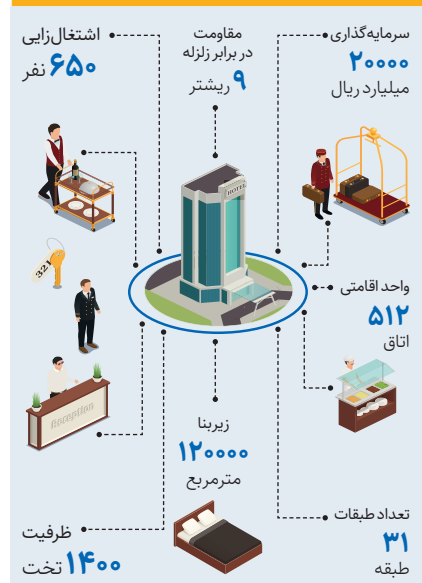 سرمایه‌گذاری
۲۰۰۰۰
میلیارد ریال
مقاومت
در برابر زلزله
۹ ریشتر
اشتغال‌زایی
۶۵۰ نفر
HOTEL
321
واحد اقامتی
۵۱۲
اتاق
Reception
زیربنا
۱۲۰۰۰۰
مترمربع
تعداد طبقات
۳۱
طبقه
ظرفیت
۱۴۰۰ تخت